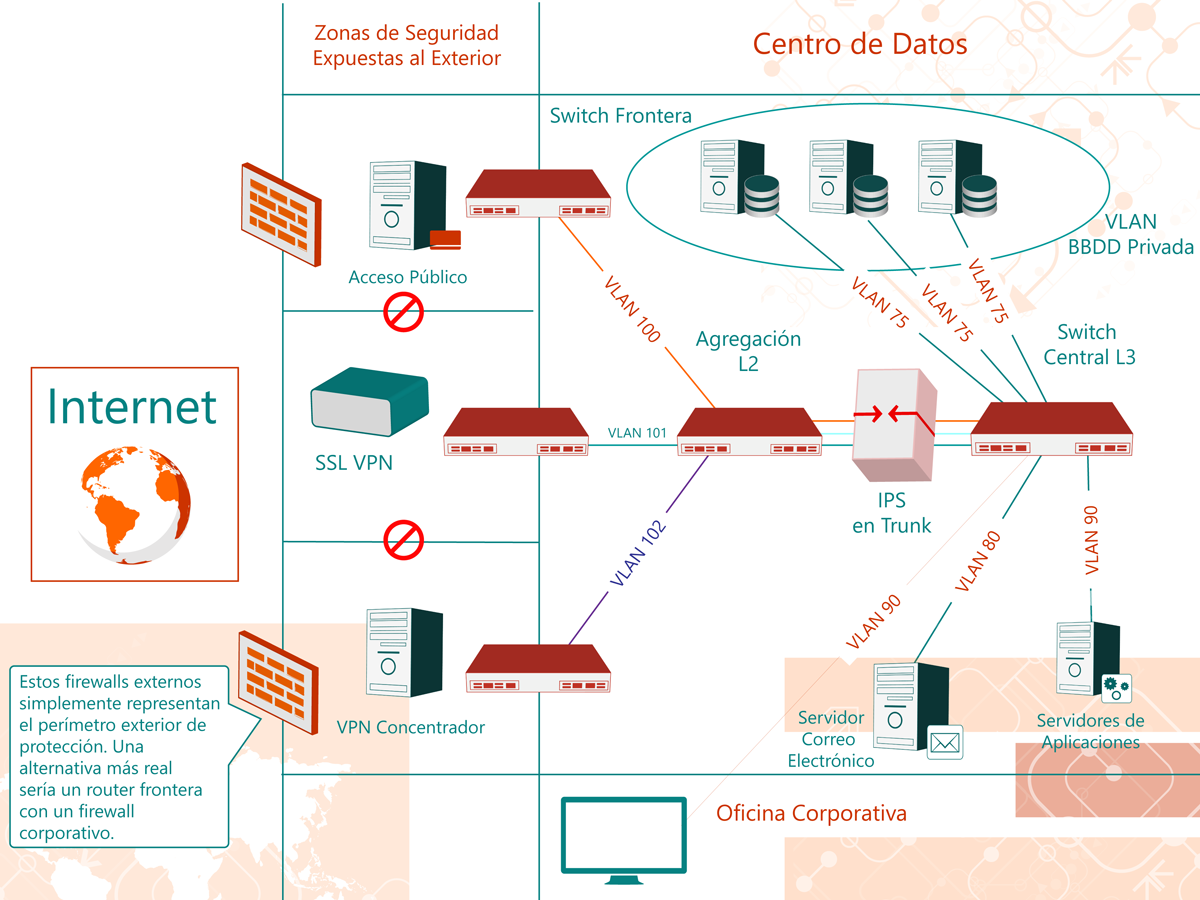 Zonas de Seguridad
Expuestas al Exterior
Centro de Datos
Switch Frontera
VLAN
BBDD Privada
Acceso Público
VLAN 100
VLAN 75
VLAN 75
VLAN 75
Agregación
L2
Switch
Central L3
Internet
SSL VPN
VLAN 101
IPS
en Trunk
VLAN 102
VLAN 90
VLAN 80
VLAN 90
Estos firewalls externos
simplemente representan
el perímetro exterior de
protección. Una
alternativa más real
sería un router frontera
con un firewall
corporativo.
VPN Concentrador
Servidor
Correo
Electrónico
Servidores de
Aplicaciones
Oficina Corporativa